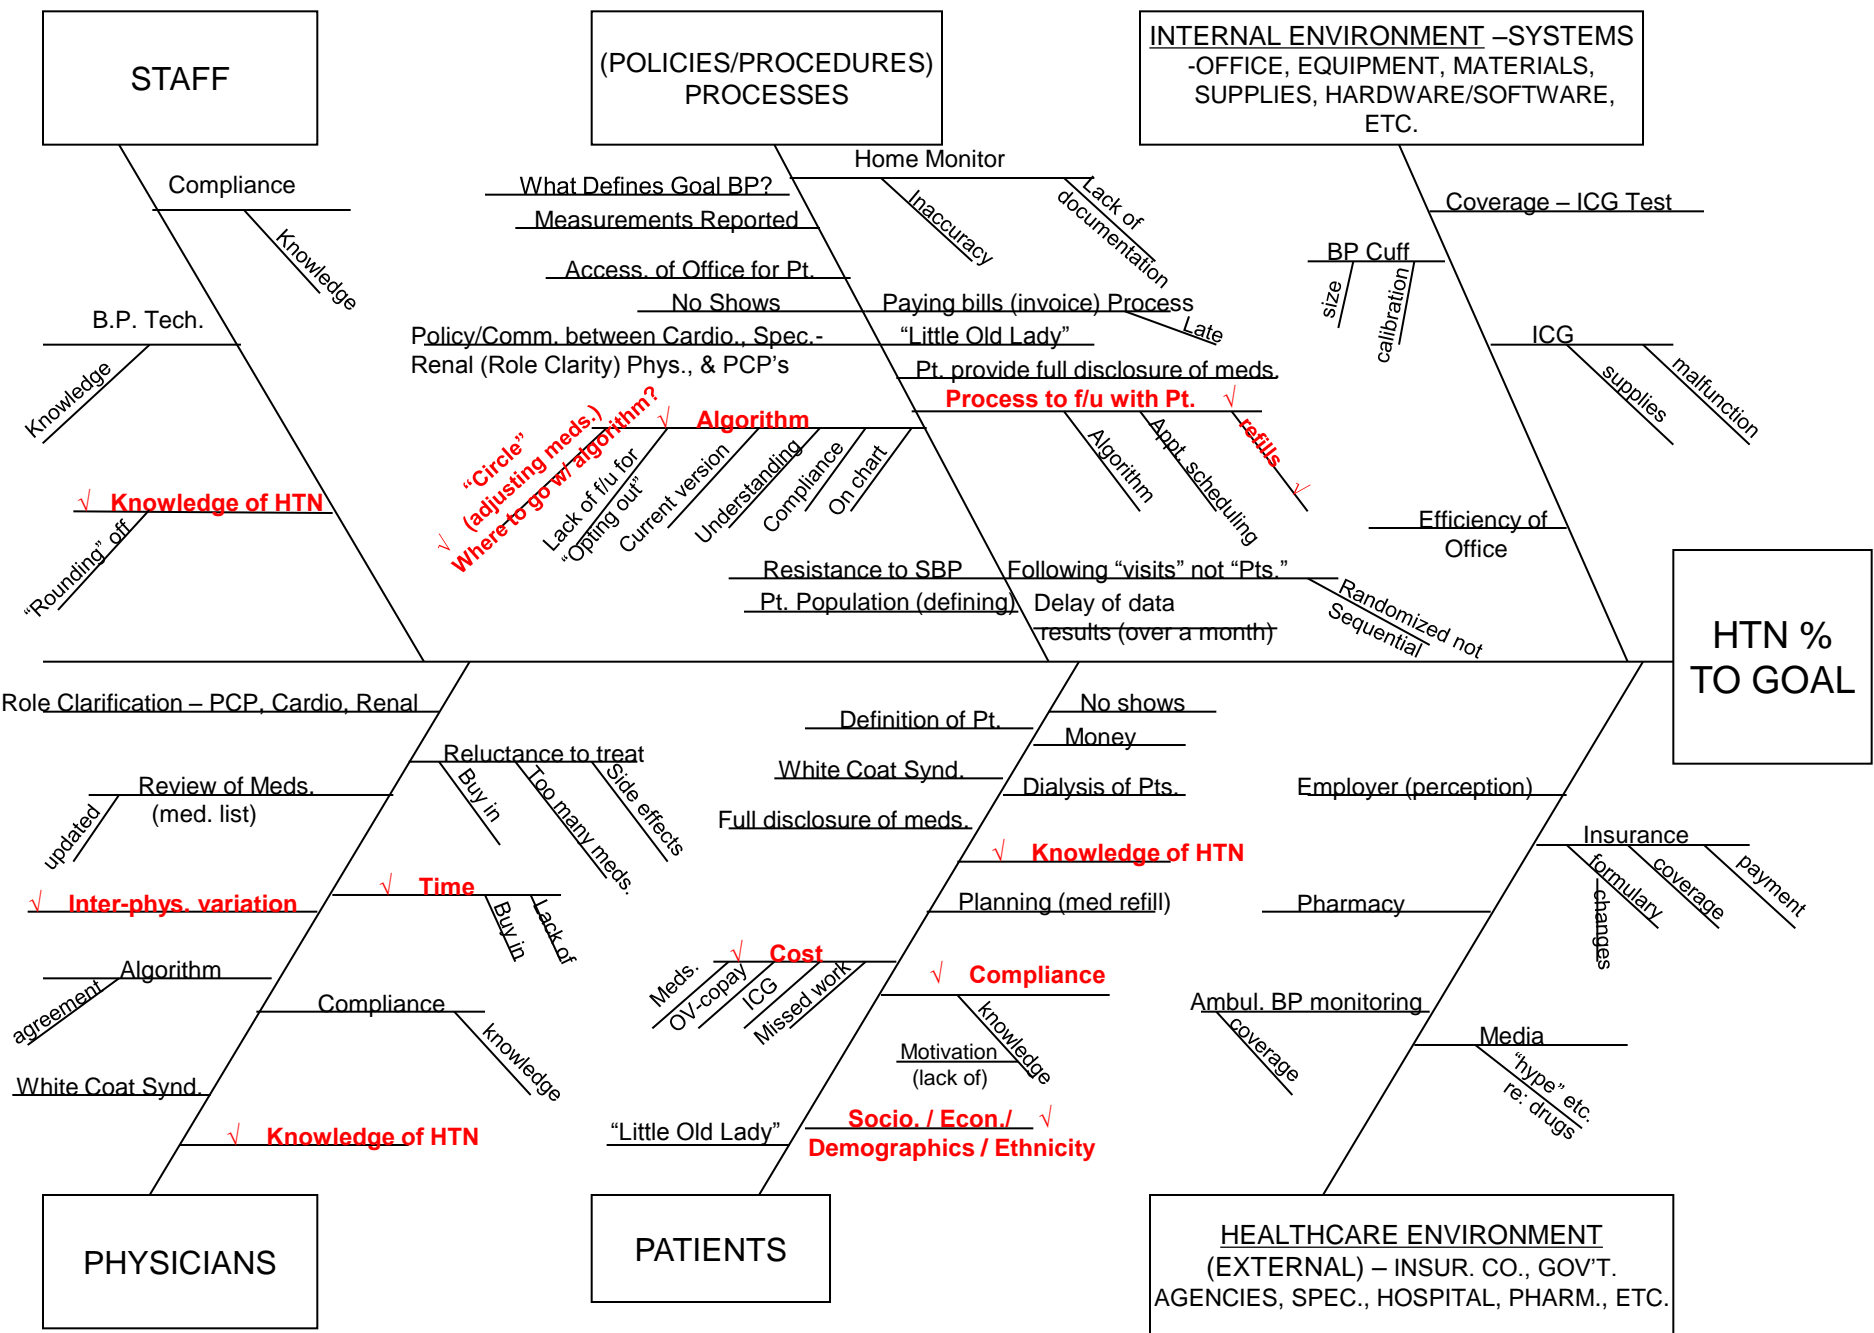 STAFF
(POLICIES/PROCEDURES)
PROCESSES
INTERNAL ENVIRONMENT –SYSTEMS
-OFFICE, EQUIPMENT, MATERIALS,
SUPPLIES, HARDWARE/SOFTWARE,
ETC.
Compliance
Knowledge
B.P. Tech.
Knowledge
√ Knowledge of HTN
“Rounding” off
What Defines Goal BP?
Measurements Reported
Access. of Office for Pt.
No Shows
Policy/Comm. between Cardio., Spec.-
Renal (Role Clarity) Phys., & PCP’s
√ Algorithm
“Circle”
(adjusting meds.)
√ Where to go w/ algorithm?
Lack of f/u for
“Opting out”
Current version
Understanding
Compliance
On chart
Resistance to SBP
Pt. Population (defining)
Home Monitor
Inaccuracy
Lack of
documentation
Paying bills (invoice) Process
Late
“Little Old Lady”
Pt. provide full disclosure of meds.
Process to f/u with Pt. √
Algorithm
Appt. scheduling
refills √
Following “visits” not “Pts.”
Randomized not
Sequential
Delay of data
results (over a month)
Coverage – ICG Test
BP Cuff
size
calibration
ICG
supplies
malfunction
Efficiency of
Office
HTN %
TO GOAL
Role Clarification – PCP, Cardio, Renal
Reluctance to treat
Buy in
Too many meds.
Side effects
Review of Meds.
(med. list)
updated
√ Inter-phys. variation
√ Time
Buy in
Lack of
Algorithm
agreement
Compliance
knowledge
White Coat Synd.
√ Knowledge of HTN
PHYSICIANS
Definition of Pt.
No shows
Money
White Coat Synd.
Dialysis of Pts.
Full disclosure of meds.
√ Knowledge of HTN
Planning (med refill)
√ Cost
Meds.
OV-copay
ICG
Missed work
√ Compliance
knowledge
Motivation
(lack of)
Socio. / Econ./ √
Demographics / Ethnicity
“Little Old Lady”
PATIENTS
Employer (perception)
Insurance
formulary
changes
coverage
payment
Pharmacy
Ambul. BP monitoring
coverage
Media
“hype” etc.
re: drugs
HEALTHCARE ENVIRONMENT
(EXTERNAL) – INSUR. CO., GOV’T.
AGENCIES, SPEC., HOSPITAL, PHARM., ETC.